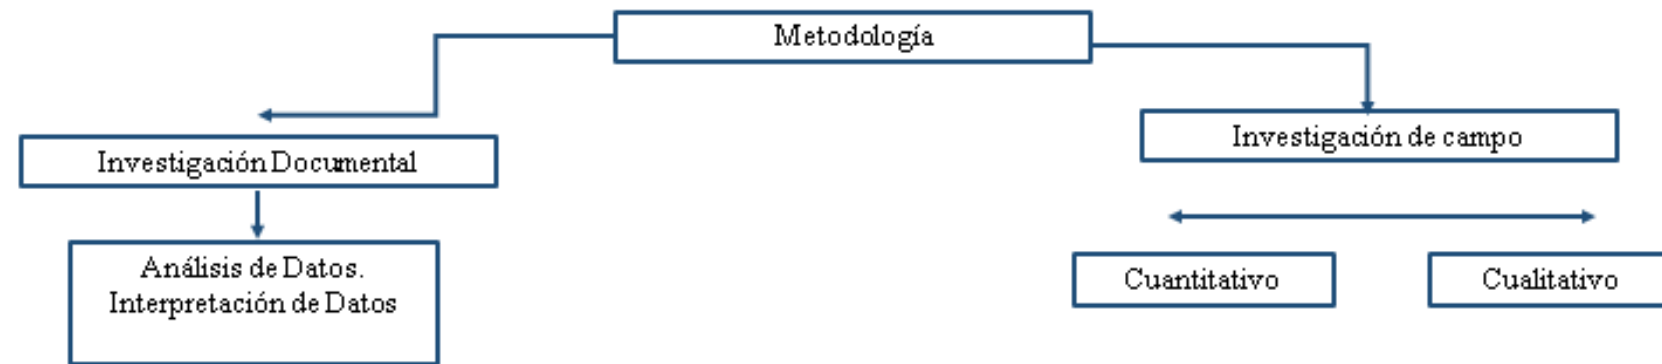 Metodología
Investigación Documental
Investigación de campo
Análisis de Datos.
Interpretación de Datos
Cuantitativo
Cualitativo